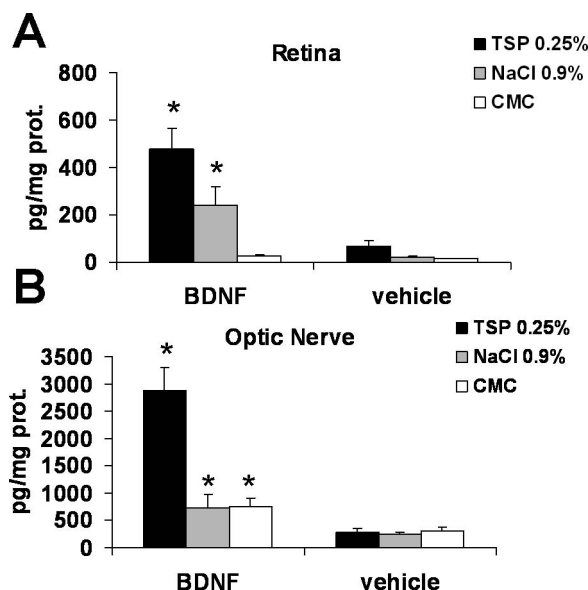 A
Retina
TSP 0.25%
NaCl 0.9%
CMC
pg/mg prot.
800
600
400
200
0
*
*
BDNF
vehicle
B
Optic Nerve
TSP 0.25%
NaCl 0.9%
CMC
pg/mg prot.
3500
3000
2500
2000
1500
1000
500
0
*
*
*
BDNF
vehicle